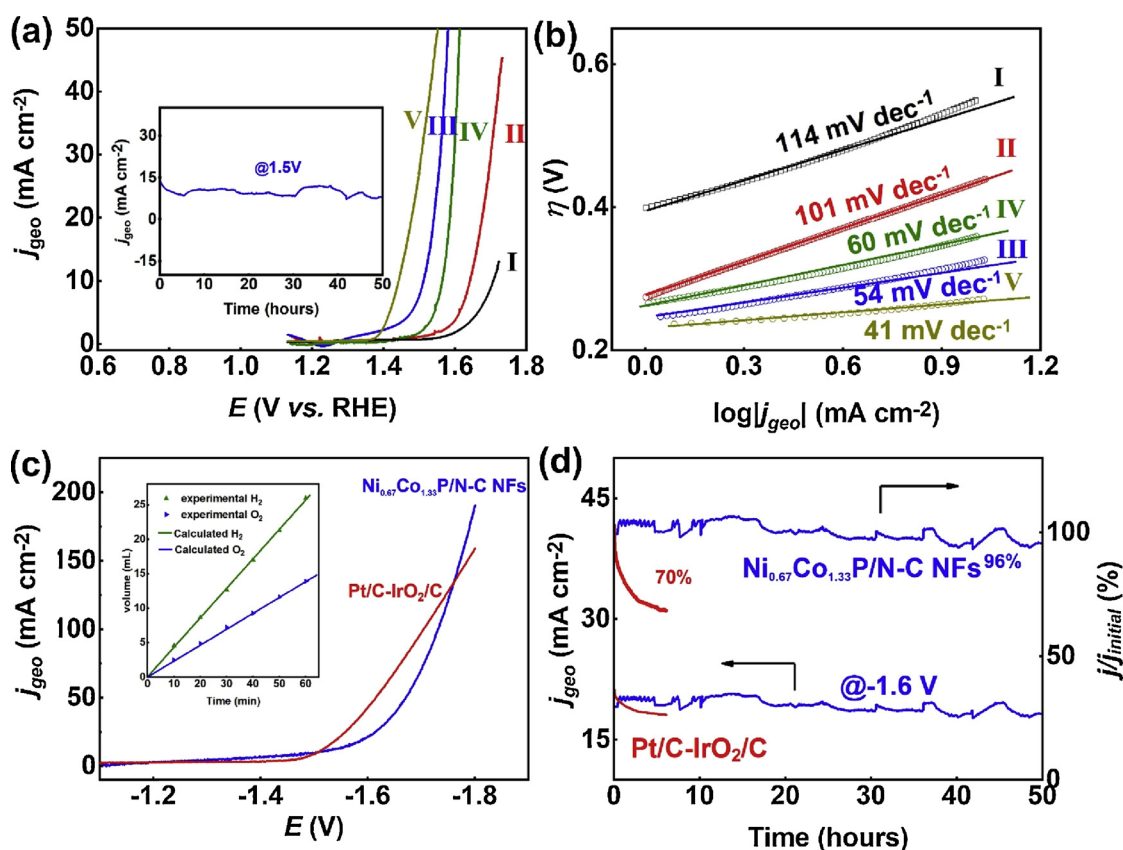 (a)
50
40
30
20
10
0
j_geo (mA cm-2)
0.6 0.8 1.0 1.2 1.4 1.6 1.8
E (V vs. RHE)
V III IV II
I
30
15
0
-15
j_geo (mA cm-2)
@1.5V
0 10 20 30 40 50
Time (hours)
(b)
0.6
0.4
0.2
η (V)
I
114 mV dec-1
II
101 mV dec-1
IV
60 mV dec-1
III
54 mV dec-1
V
41 mV dec-1
0.0 0.3 0.6 0.9 1.2
log|j_geo| (mA cm-2)
(c)
200
150
100
50
0
j_geo (mA cm-2)
Ni0.67Co1.33P/N-C NFs
Pt/C-IrO2/C
25
20
15
10
5
0
volume (mL)
experimental H2
experimental O2
Calculated H2
Calculated O2
0 10 20 30 40 50 60
Time (min)
-1.2 -1.4 -1.6 -1.8
E (V)
(d)
45
30
15
j_geo (mA cm-2)
70%
Ni0.67Co1.33P/N-C NFs 96%
@-1.6 V
Pt/C-IrO2/C
100
50
0
j/j_initial (%)
0 10 20 30 40 50
Time (hours)